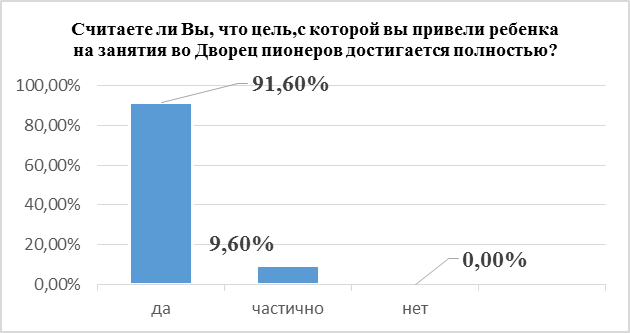 Считаете ли Вы, что цель,с которой вы привели ребенка
на занятия во Дворец пионеров достигается полностью?
100,00%
80,00%
60,00%
40,00%
20,00%
0,00%
91,60%
9,60%
0,00%
да
частично
нет